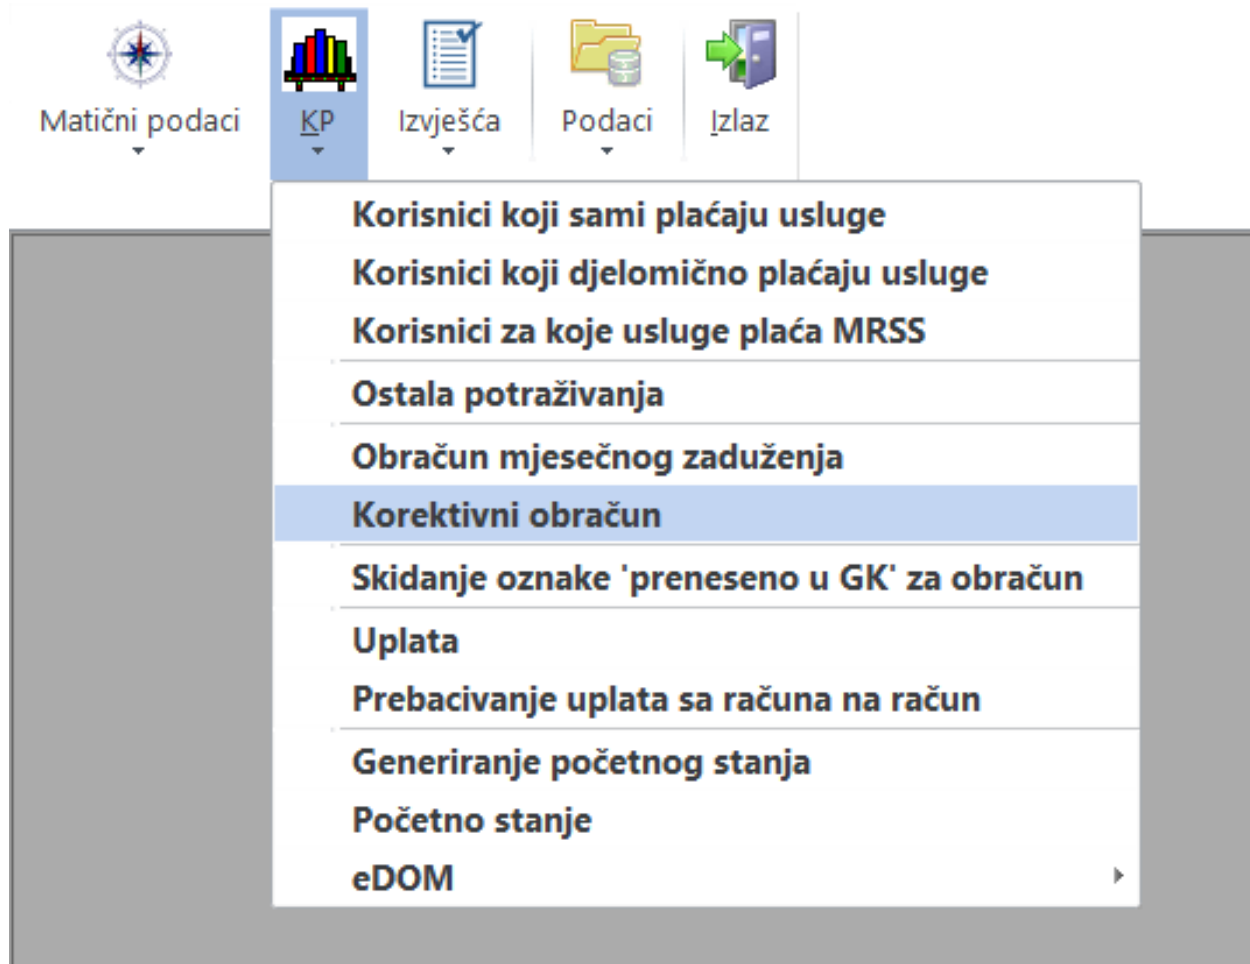 Matični podaci
KP
Izvješća
Podaci
Izlaz
Korisnici koji sami plaćaju usluge
Korisnici koji djelomično plaćaju usluge
Korisnici za koje usluge plaća MRSS
Ostala potraživanja
Obračun mjesečnog zaduženja
Korektivni obračun
Skidanje oznake 'preneseno u GK' za obračun
Uplata
Prebacivanje uplata sa računa na račun
Generiranje početnog stanja
Početno stanje
eDOM